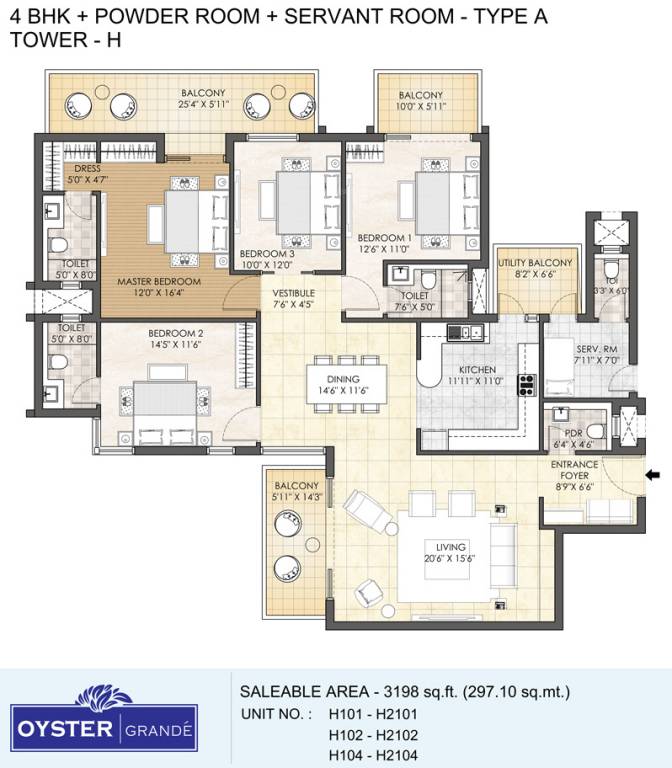 4 BHK + POWDER ROOM + SERVANT ROOM - TYPE A
TOWER - H
BALCONY
25'4" X 5'11"
BALCONY
10'0" X 5'11"
DRESS
5'0" X 4'7"
BEDROOM 1
12'6" X 11'0"
BEDROOM 3
10'0" X 12'0"
TOILET
5'0" X 8'0"
MASTER BEDROOM
12'0" X 16'4"
VESTIBULE
7'6" X 4'5"
TOILET
7'6" X 5'0"
UTILITY BALCONY
8'2" X 6'6"
TO
3'3" X 6'0"
TOILET
5'0" X 8'0"
BEDROOM 2
14'5" X 11'6"
DINING
14'6" X 11'6"
KITCHEN
11'11" X 11'0"
SERV. RM
7'11" X 7'0"
PDR
6'4" X 4'6"
ENTRANCE
FOYER
8'9"X 6'6"
BALCONY
5'11" X 14'3"
LIVING
20'6" X 15'6"
OYSTER GRANDÉ
SALEABLE AREA - 3198 sq.ft. (297.10 sq.mt.)
UNIT NO. : H101 - H2101
H102 - H2102
H104 - H2104